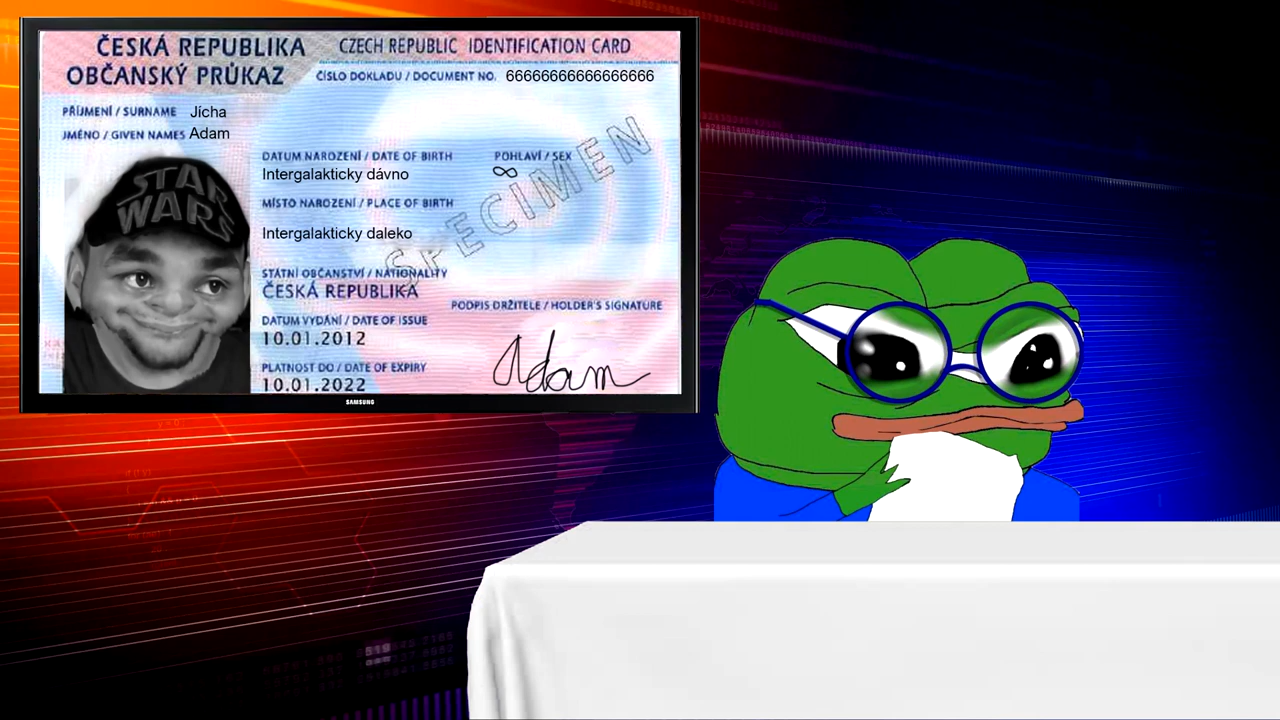 ČESKÁ REPUBLIKA CZECH REPUBLIC IDENTIFICATION CARD
OBČANSKÝ PRŮKAZ ČÍSLO DOKLADU / DOCUMENT NO. 66666666666666666
PŘÍJMENÍ / SURNAME Jícha
JMÉNO / GIVEN NAMES Adam
DATUM NAROZENÍ / DATE OF BIRTH POHLAVÍ / SEX
Intergalakticky dávno ∞
MÍSTO NAROZENÍ / PLACE OF BIRTH
Intergalakticky daleko
SPECIMEN
STAR
WARS
STÁTNÍ OBČANSTVÍ / NATIONALITY
ČESKÁ REPUBLIKA
PODPIS DRŽITELE / HOLDER'S SIGNATURE
DATUM VYDÁNÍ / DATE OF ISSUE
10.01.2012
Adam
PLATNOST DO / DATE OF EXPIRY
10.01.2022
SAMSUNG